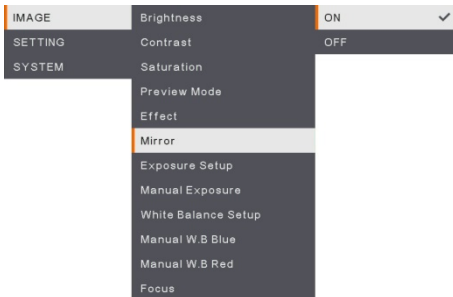 IMAGE
SETTING
SYSTEM
Brightness
Contrast
Saturation
Preview Mode
Effect
Mirror
Exposure Setup
Manual Exposure
White Balance Setup
Manual W.B Blue
Manual W.B Red
Focus
ON
OFF